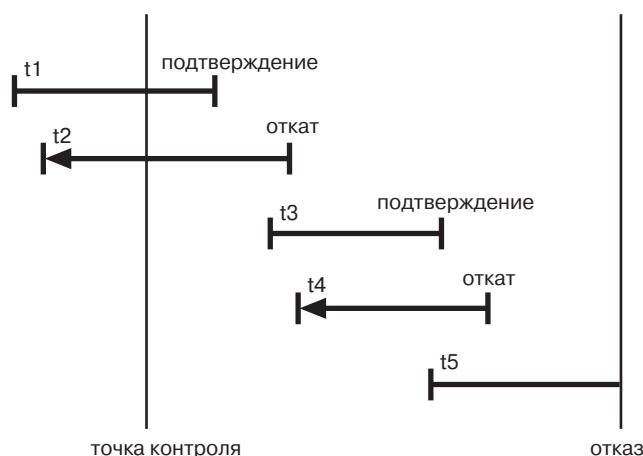 t1
подтверждение
t2
откат
t3
подтверждение
t4
откат
t5
точка контроля
отказ